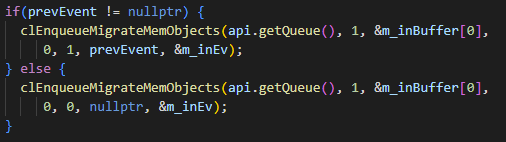 if(prevEvent != nullptr) {
  clEnqueueMigrateMemObjects(api.getQueue(), 1, &m_inBuffer[0],
    0, 1, prevEvent, &m_inEv);
} else {
  clEnqueueMigrateMemObjects(api.getQueue(), 1, &m_inBuffer[0],
    0, 0, nullptr, &m_inEv);
}